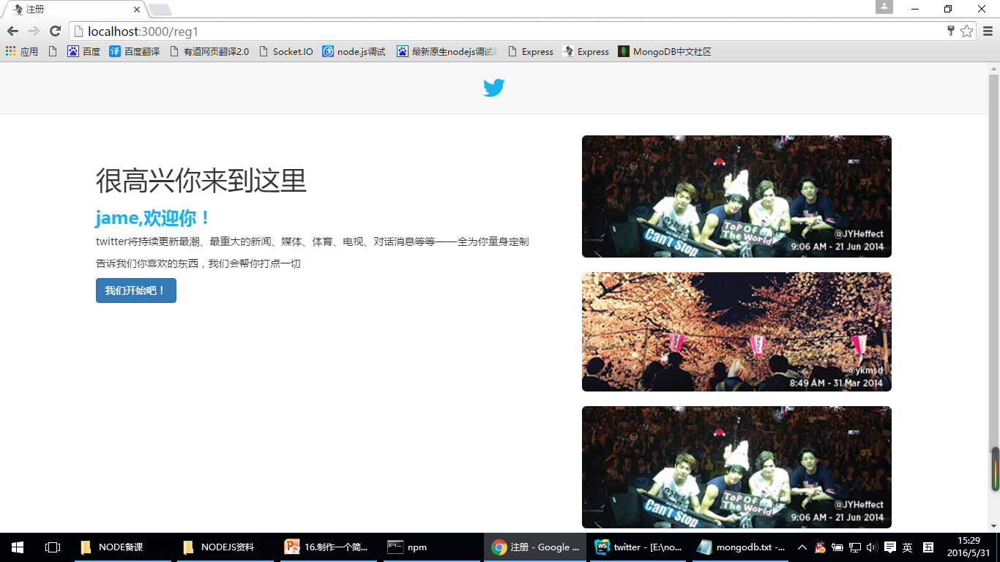 注册
localhost:3000/reg1
应用
百度
百度翻译
有道网页翻译2.0
Socket.IO
node.js调试
最新原生nodejs调试
Express
Express
MongoDB中文社区
很高兴你来到这里
jame,欢迎你！
twitter将持续更新最潮、最重大的新闻、媒体、体育、电视、对话消息等等——全为你量身定制
告诉我们你喜欢的东西，我们会帮你打点一切
我们开始吧！
Can't Stop
ToP Of The World
@JYHeffect
9:06 AM - 21 Jun 2014
@ykmsd
8:49 AM - 31 Mar 2014
Can't Stop
ToP Of The World
@JYHeffect
9:06 AM - 21 Jun 2014
NODE备课
NODEJS资料
16.制作一个简...
npm
注册 - Google ...
twitter - [E:\no...
mongodb.txt -...
英
五
15:29
2016/5/31